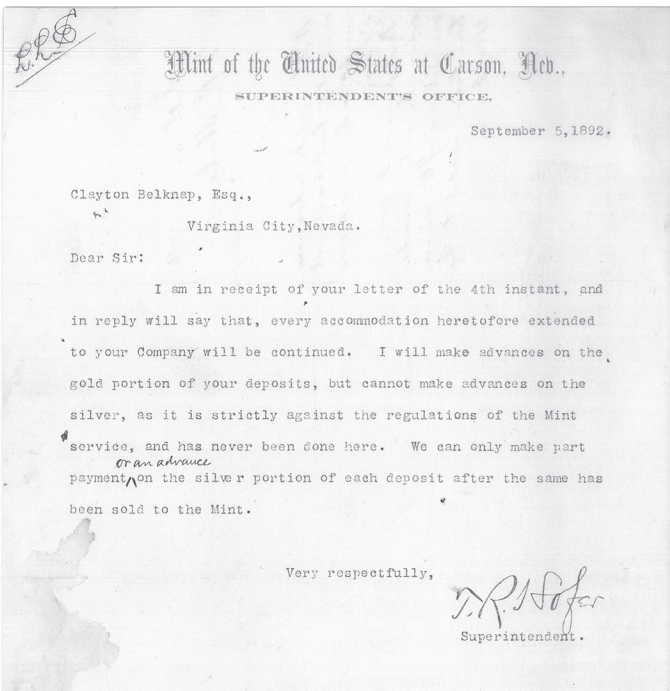 Mint of the United States at Carson, Nev.,
SUPERINTENDENT'S OFFICE,
September 5,1892.
Clayton Belknap, Esq.,
Virginia City,Nevada.
Dear Sir:
I am in receipt of your letter of the 4th instant, and
in reply will say that, every accommodation heretofore extended
to your Company will be continued. I will make advances on the
gold portion of your deposits, but cannot make advances on the
silver, as it is strictly against the regulations of the Mint
service, and has never been done here. We can only make part
or an advance
payment on the silver portion of each deposit after the same has
been sold to the Mint.
Very respectfully,
T. R. Hofer
Superintendent.